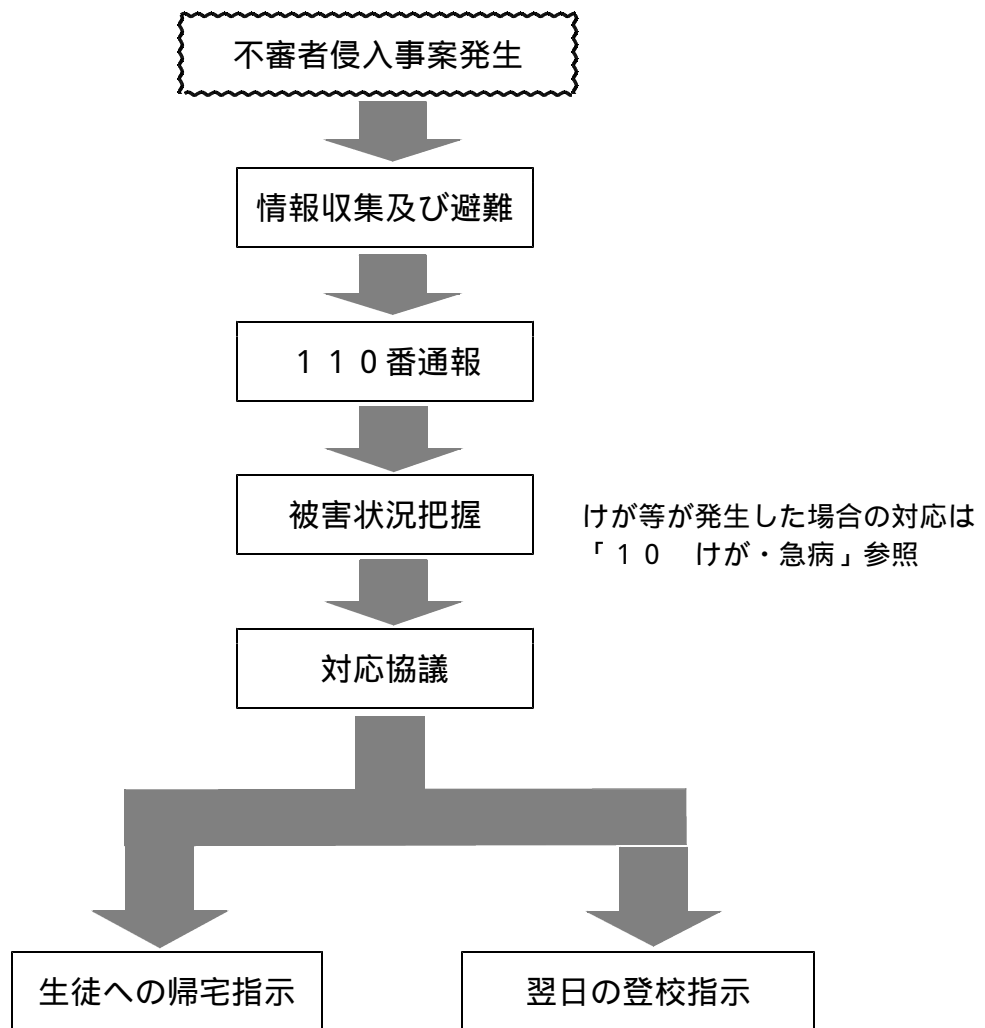 不審者侵入事案発生
情報収集及び避難
１１０番通報
被害状況把握
けが等が発生した場合の対応は
「１０　けが・急病」参照
対応協議
生徒への帰宅指示
翌日の登校指示